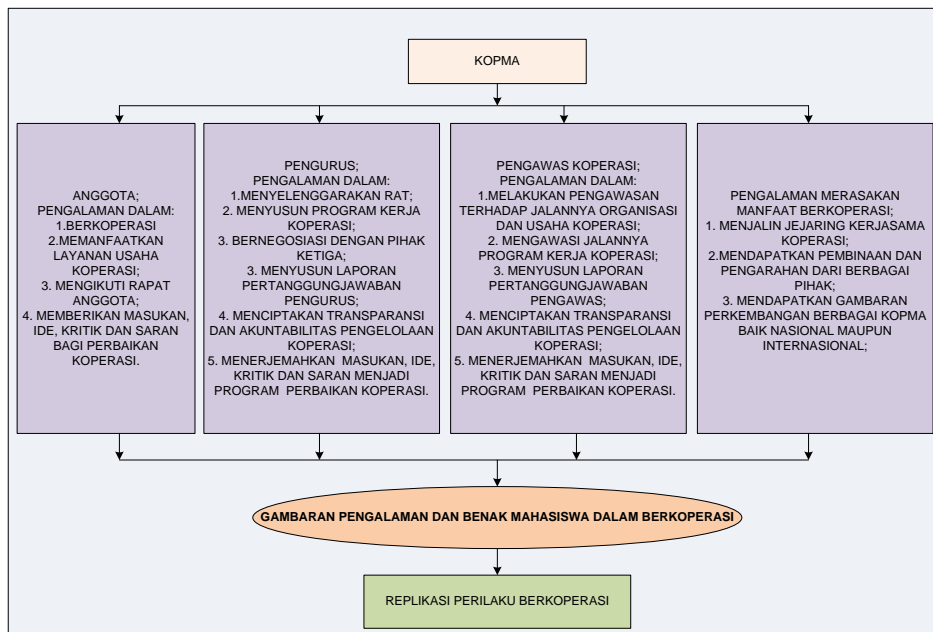 KOPMA
ANGGOTA;
PENGALAMAN DALAM:
1.BERKOPERASI
2.MEMANFAATKAN
LAYANAN USAHA
KOPERASI;
3. MENGIKUTI RAPAT
ANGGOTA;
4. MEMBERIKAN MASUKAN,
IDE, KRITIK DAN SARAN
BAGI PERBAIKAN
KOPERASI.
PENGURUS;
PENGALAMAN DALAM:
1.MENYELENGGARAKAN RAT;
2. MENYUSUN PROGRAM KERJA
KOPERASI;
3. BERNEGOSIASI DENGAN PIHAK
KETIGA;
3. MENYUSUN LAPORAN
PERTANGGUNGJAWABAN
PENGURUS;
4. MENCIPTAKAN TRANSPARANSI
DAN AKUNTABILITAS PENGELOLAAN
KOPERASI;
5. MENERJEMAHKAN MASUKAN, IDE,
KRITIK DAN SARAN MENJADI
PROGRAM PERBAIKAN KOPERASI.
PENGAWAS KOPERASI;
PENGALAMAN DALAM:
1.MELAKUKAN PENGAWASAN
TERHADAP JALANNYA ORGANISASI
DAN USAHA KOPERASI;
2. MENGAWASI JALANNYA
PROGRAM KERJA KOPERASI;
3. MENYUSUN LAPORAN
PERTANGGUNGJAWABAN
PENGAWAS;
4. MENCIPTAKAN TRANSPARANSI
DAN AKUNTABILITAS PENGELOLAAN
KOPERASI;
5. MENERJEMAHKAN MASUKAN, IDE,
KRITIK DAN SARAN MENJADI
PROGRAM PERBAIKAN KOPERASI.
PENGALAMAN MERASAKAN
MANFAAT BERKOPERASI;
1. MENJALIN JEJARING KERJASAMA
KOPERASI;
2.MENDAPATKAN PEMBINAAN DAN
PENGARAHAN DARI BERBAGAI
PIHAK;
3. MENDAPATKAN GAMBARAN
PERKEMBANGAN BERBAGAI KOPMA
BAIK NASIONAL MAUPUN
INTERNASIONAL;
GAMBARAN PENGALAMAN DAN BENAK MAHASISWA DALAM BERKOPERASI
REPLIKASI PERILAKU BERKOPERASI